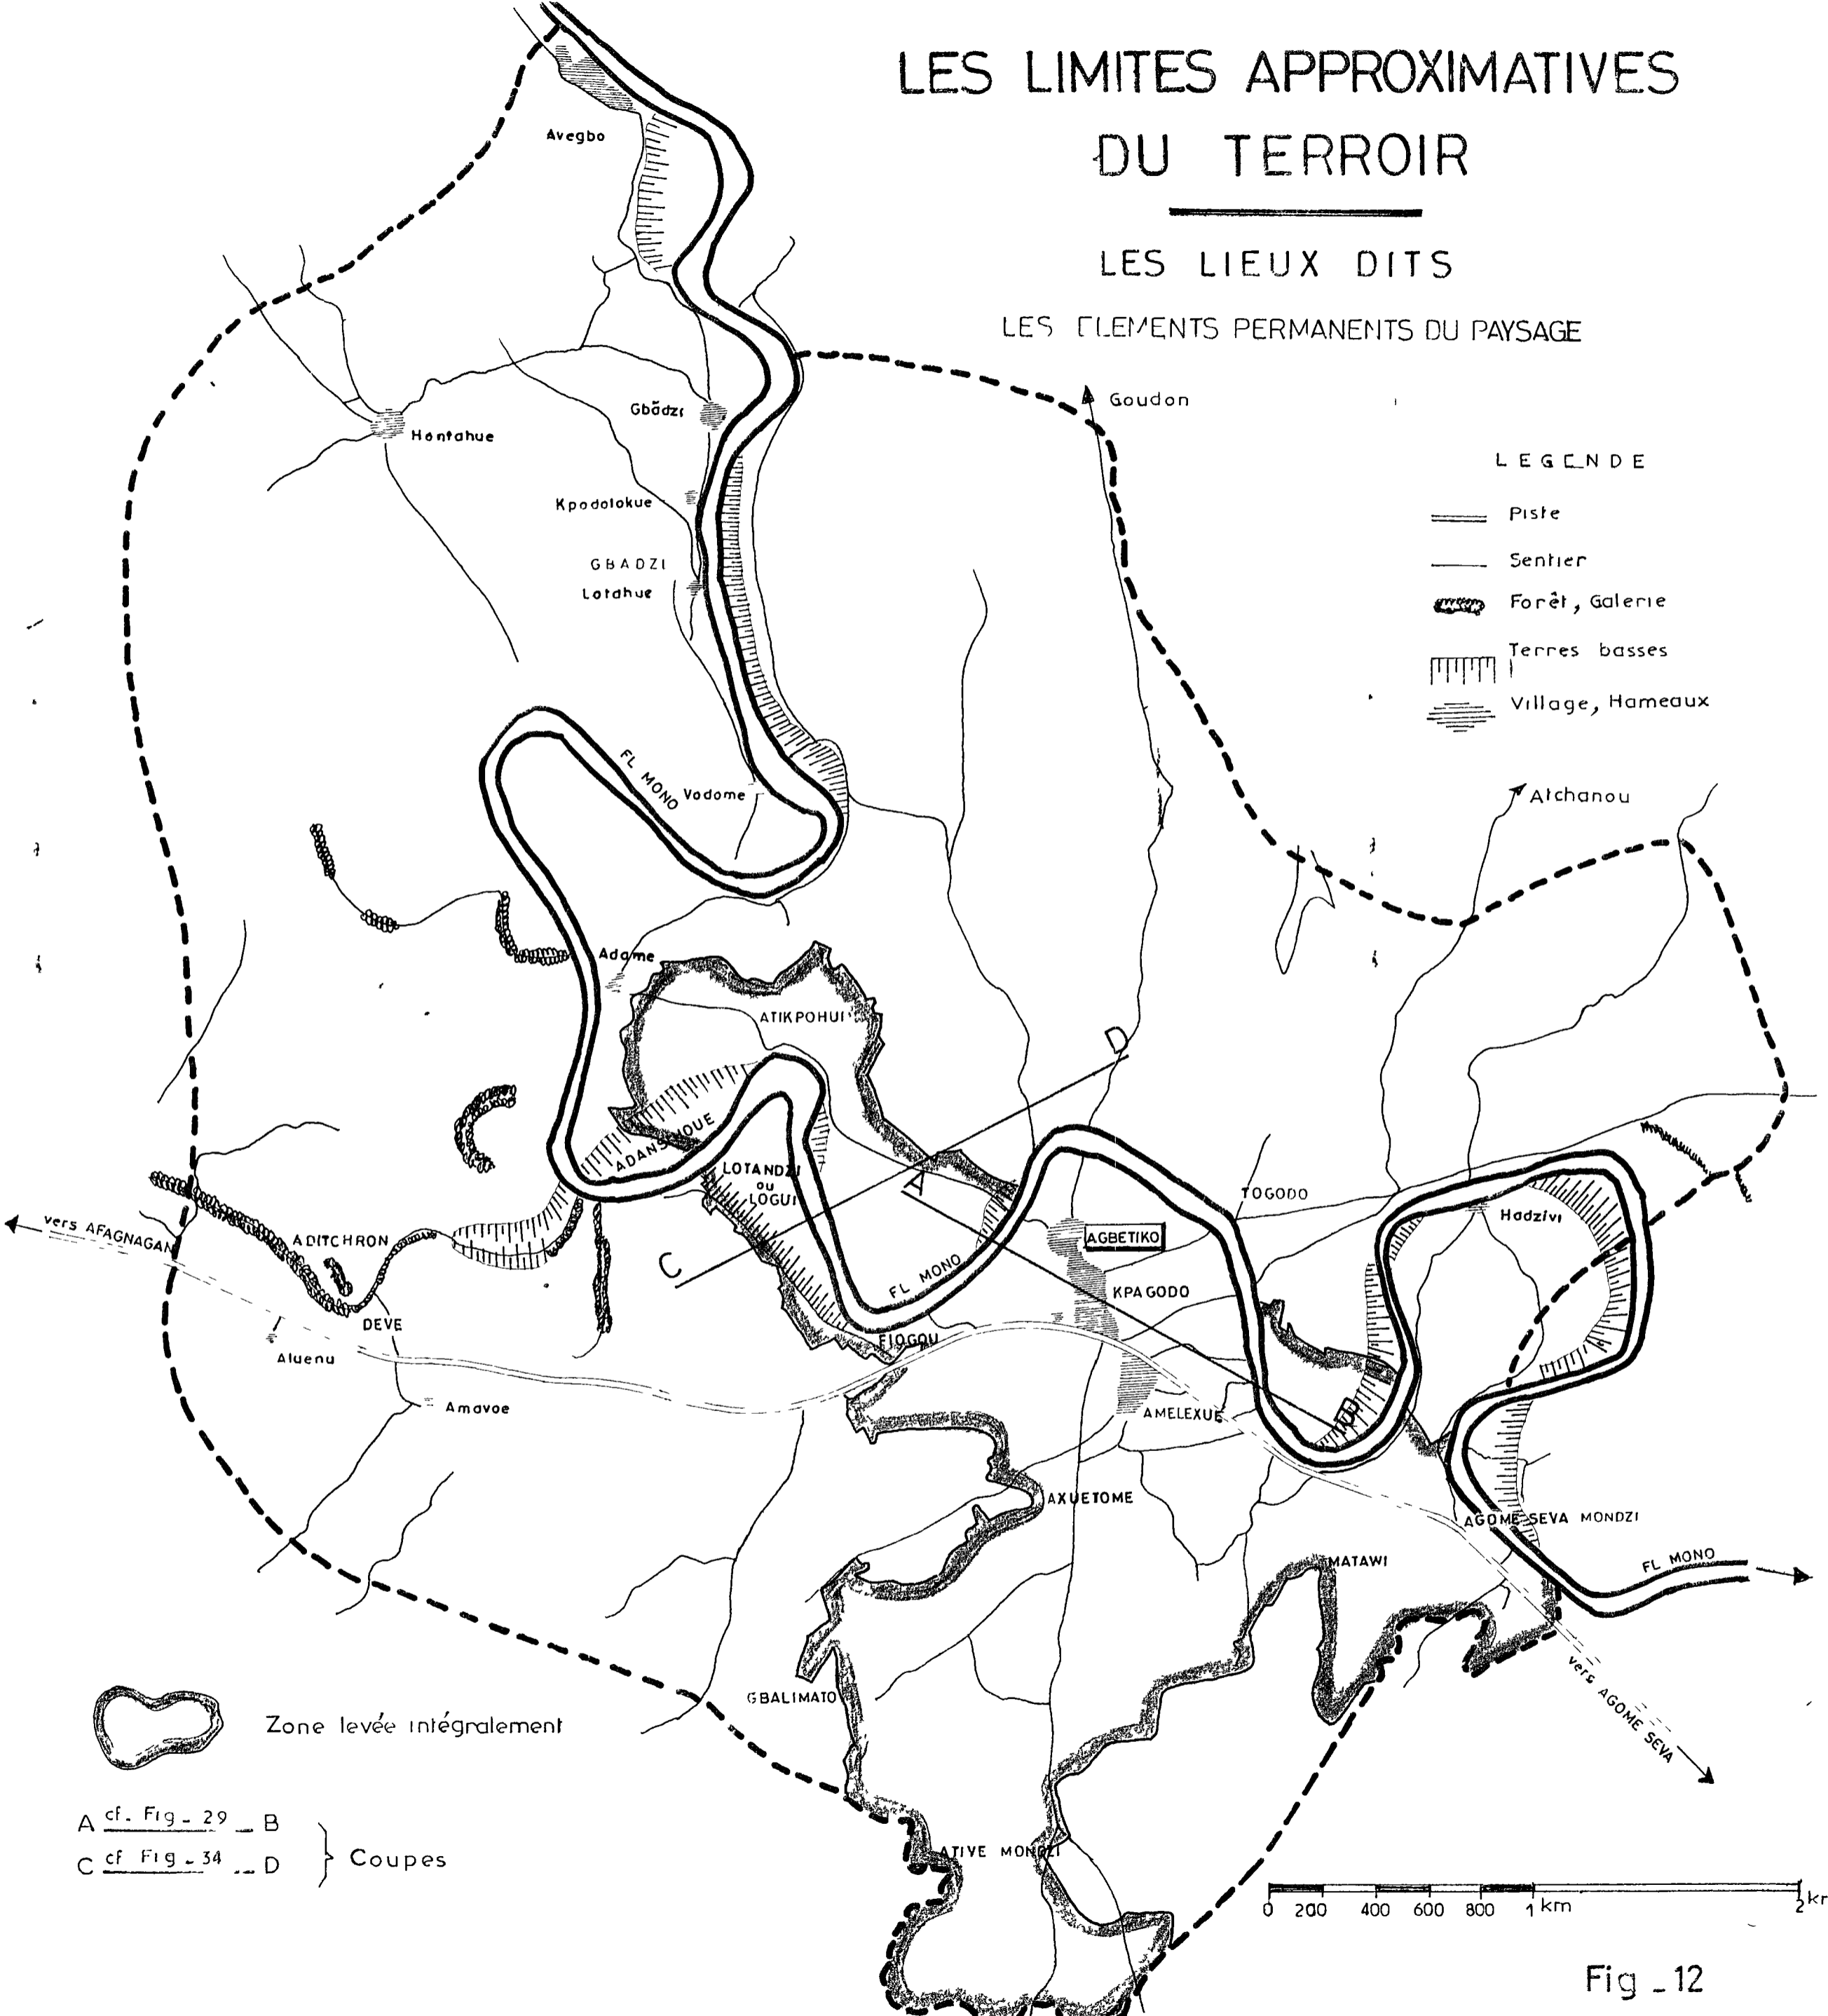 LES LIMITES APPROXIMATIVES
DU TERROIR
LES LIEUX DITS
LES ELEMENTS PERMANENTS DU PAYSAGE
Avegbo
Goudon
Gbãdzi
Hontahue
LEGENDE
Piste
Sentier
Forêt, Galerie
Terres basses
Village, Hameaux
Kpodolokue
GBADZI
Lotahue
FL MONO
Vodome
Atchanou
Adame
ATIKPOHUI
D
LOTANDZI
ou
LOGUI
A
TOGODO
Hadzivi
vers AFAGNAGAN
ADITCHRON
C
AGBETIKO
FL MONO
KPAGODO
DEVE
FIOGOU
Aluenu
Amavoe
B
AMELEXUE
AXUETOME
AGOME SEVA MONDZI
MATAWI
FL MONO
GBALIMATO
vers AGOME SEVA
Zone levée intégralement
A cf. Fig - 29 _ B
C cf Fig - 34 _ D
Coupes
ATIVE MONDZI
0 200 400 600 800 1 km 2 kr
Fig _ 12